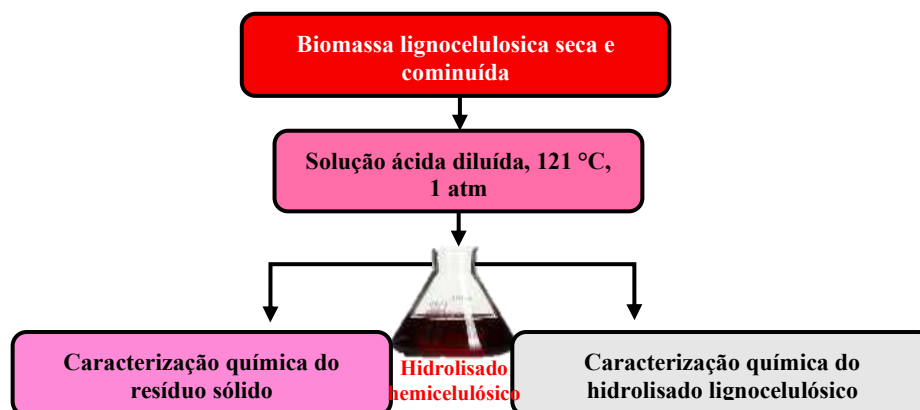 Biomassa lignocelulosica seca e
cominuída
Solução ácida diluída, 121 °C,
1 atm
Caracterização química do
resíduo sólido
Hidrolisado
hemicelulósico
Caracterização química do
hidrolisado lignocelulósico